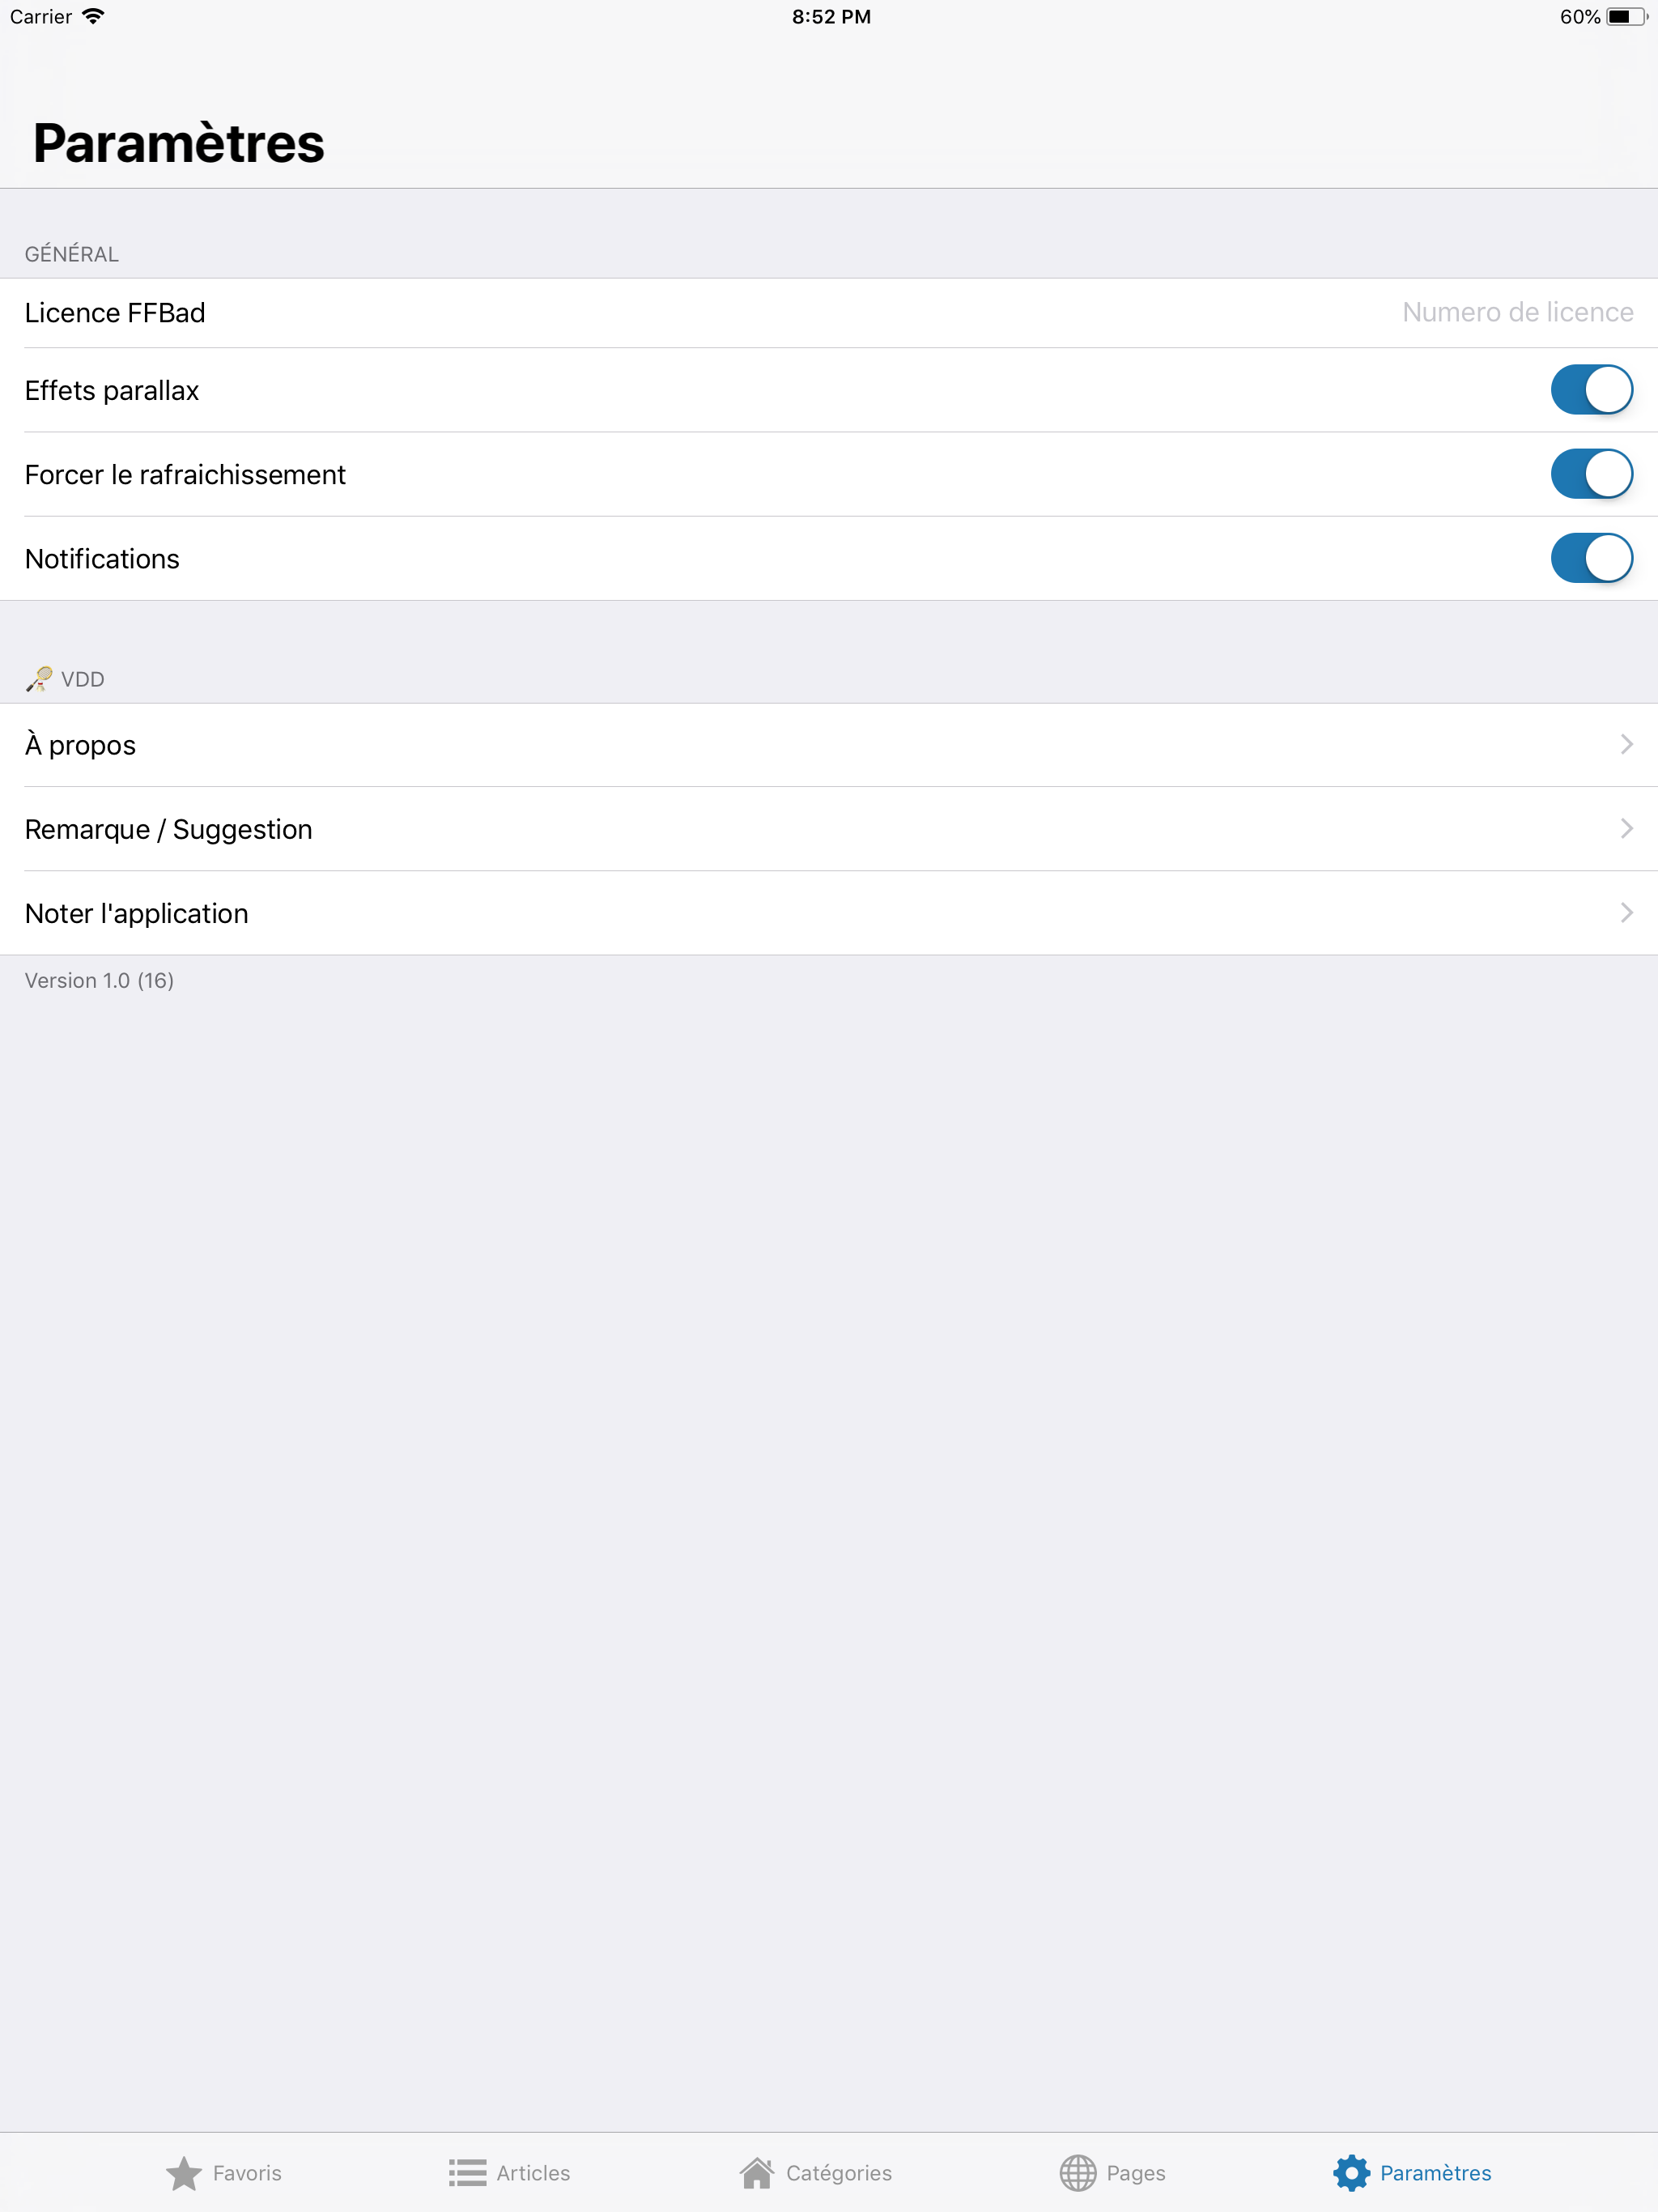 Carrier 8:52 PM 60%
Paramètres
GÉNÉRAL
Licence FFBad Numero de licence
Effets parallax
Forcer le rafraichissement
Notifications
🏸 VDD
À propos
Remarque / Suggestion
Noter l'application
Version 1.0 (16)
Favoris Articles Catégories Pages Paramètres